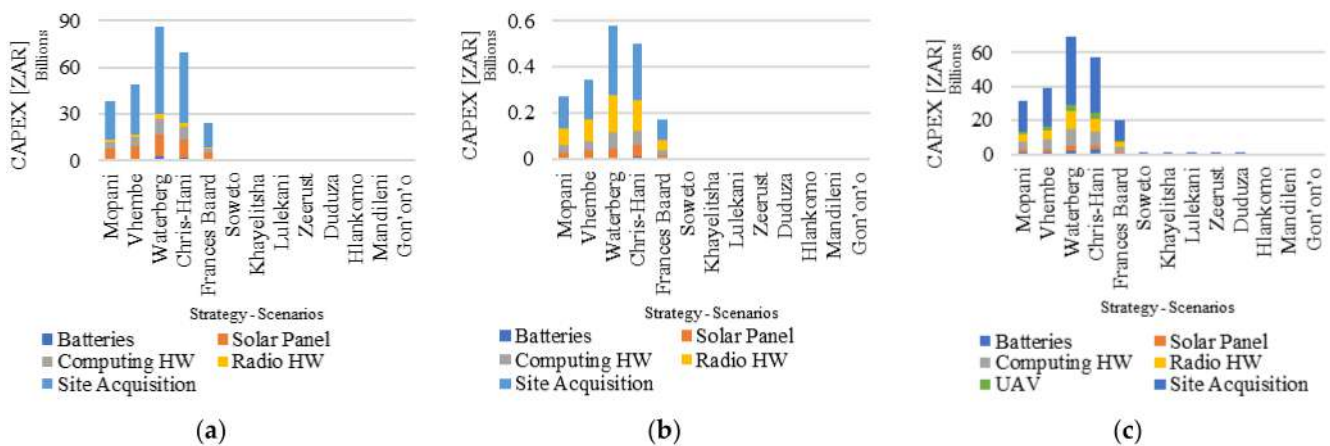 CAPEX [ZAR]
Billions
90
60
30
0
Mopani
Vhembe
Waterberg
Chris-Hani
Frances Baard
Soweto
Khayelitsha
Lulekani
Zeerust
Duduza
Hlankomo
Mandileni
Gon'on'o
Strategy - Scenarios
Batteries Solar Panel
Computing HW Radio HW
Site Acquisition
(a)
CAPEX [ZAR]
Billions
0.6
0.4
0.2
0
Mopani
Vhembe
Waterberg
Chris-Hani
Frances Baard
Soweto
Khayelitsha
Lulekani
Zeerust
Duduza
Hlankomo
Mandileni
Gon'on'o
Strategy - Scenarios
Batteries Solar Panel
Computing HW Radio HW
Site Acquisition
(b)
CAPEX [ZAR]
Billions
60
40
20
0
Mopani
Vhembe
Waterberg
Chris-Hani
Frances Baard
Soweto
Khayelitsha
Lulekani
Zeerust
Duduza
Hlankomo
Mandileni
Gon'on'o
Strategy - Scenarios
Batteries Solar Panel
Computing HW Radio HW
UAV Site Acquisition
(c)